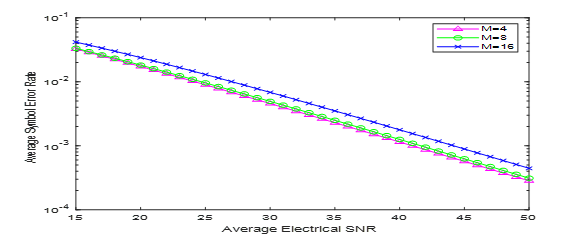 10^-1
10^-2
10^-3
10^-4
Average Symbol Error Rate
M=4
M=8
M=16
15 20 25 30 35 40 45 50
Average Electrical SNR